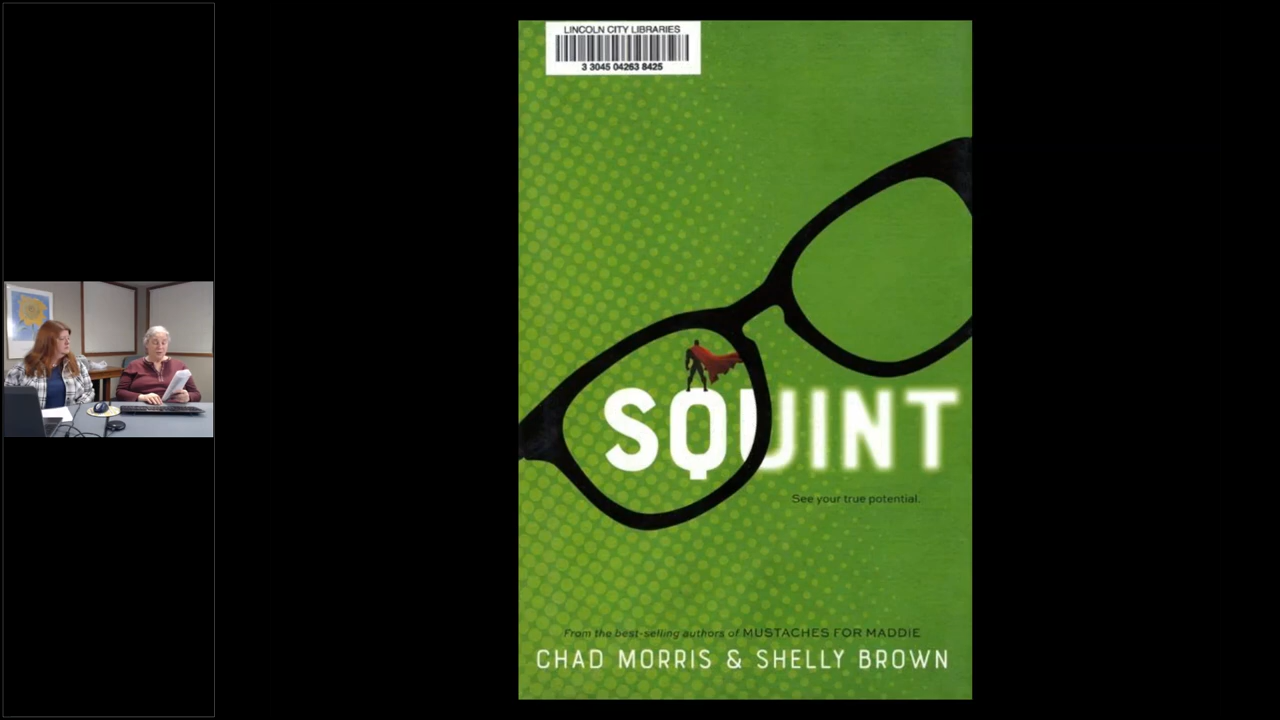 LINCOLN CITY LIBRARIES
3 3045 04263 8425
SQUINT
See your true potential.
From the best-selling authors of MUSTACHES FOR MADDIE
CHAD MORRIS & SHELLY BROWN